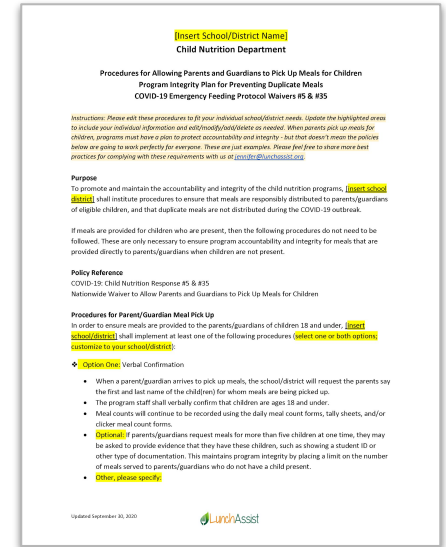 [Insert School/District Name]
Child Nutrition Department
Procedures for Allowing Parents and Guardians to Pick Up Meals for Children
Program Integrity Plan for Preventing Duplicate Meals
COVID-19 Emergency Feeding Protocol Waivers #5 & #35
Instructions: Please edit these procedures to fit your individual school/district needs. Update the highlighted areas
to include your individual information and edit/modify/add/delete as needed. When parents pick up meals for
children, programs must have a plan to protect accountability and integrity - but that doesn't mean the policies
below are going to work perfectly for everyone. These are just examples. Please feel free to share more best
practices for complying with these requirements with us at jennifer@lunchassist.org.
Purpose
To promote and maintain the accountability and integrity of the child nutrition programs, [insert school
district] shall institute procedures to ensure that meals are responsibly distributed to parents/guardians
of eligible children, and that duplicate meals are not distributed during the COVID-19 outbreak.
If meals are provided for children who are present, then the following procedures do not need to be
followed. These are only necessary to ensure program accountability and integrity for meals that are
provided directly to parents/guardians when children are not present.
Policy Reference
COVID-19: Child Nutrition Response #5 & #35
Nationwide Waiver to Allow Parents and Guardians to Pick Up Meals for Children
Procedures for Parent/Guardian Meal Pick Up
In order to ensure meals are provided to the parents/guardians of children 18 and under, [insert
school/district] shall implement at least one of the following procedures (select one or both options;
customize to your school/district):
❖ Option One: Verbal Confirmation
• When a parent/guardian arrives to pick up meals, the school/district will request the parents say
the first and last name of the child(ren) for whom meals are being picked up.
• The program staff shall verbally confirm that children are ages 18 and under.
• Meal counts will continue to be recorded using the daily meal count forms, tally sheets, and/or
clicker meal count forms.
• Optional: If parents/guardians request meals for more than five children at one time, they may
be asked to provide evidence that they have these children, such as showing a student ID or
other type of documentation. This maintains program integrity by placing a limit on the number
of meals served to parents/guardians who do not have a child present.
• Other, please specify:
Updated September 30, 2020
LunchAssist